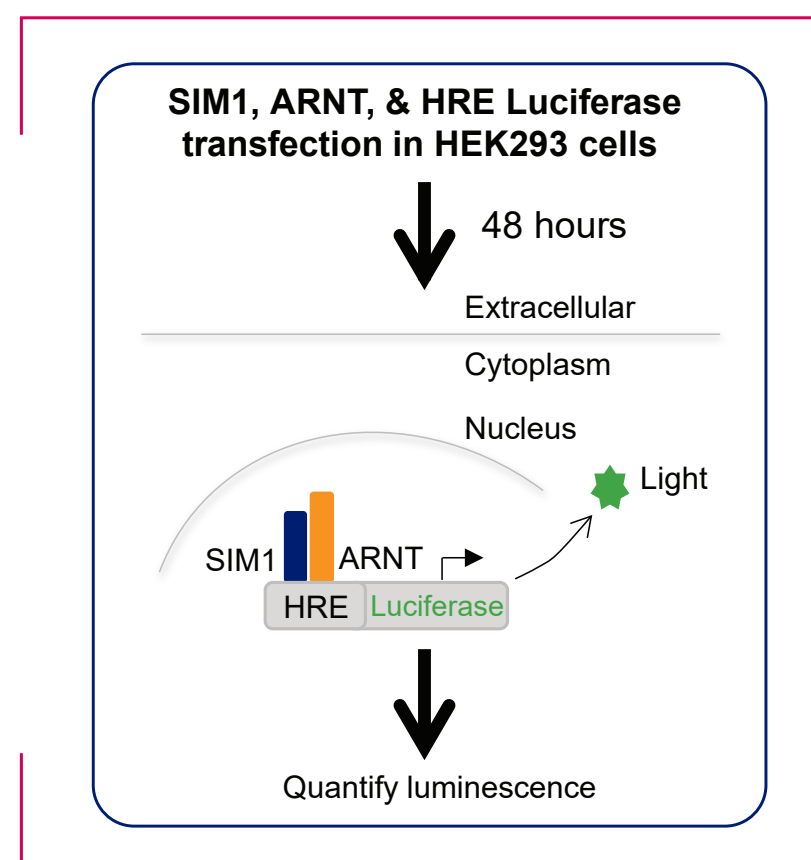 SIM1, ARNT, & HRE Luciferase
transfection in HEK293 cells
48 hours
Extracellular
Cytoplasm
Nucleus
Light
SIM1
ARNT
HRE
Luciferase
Quantify luminescence